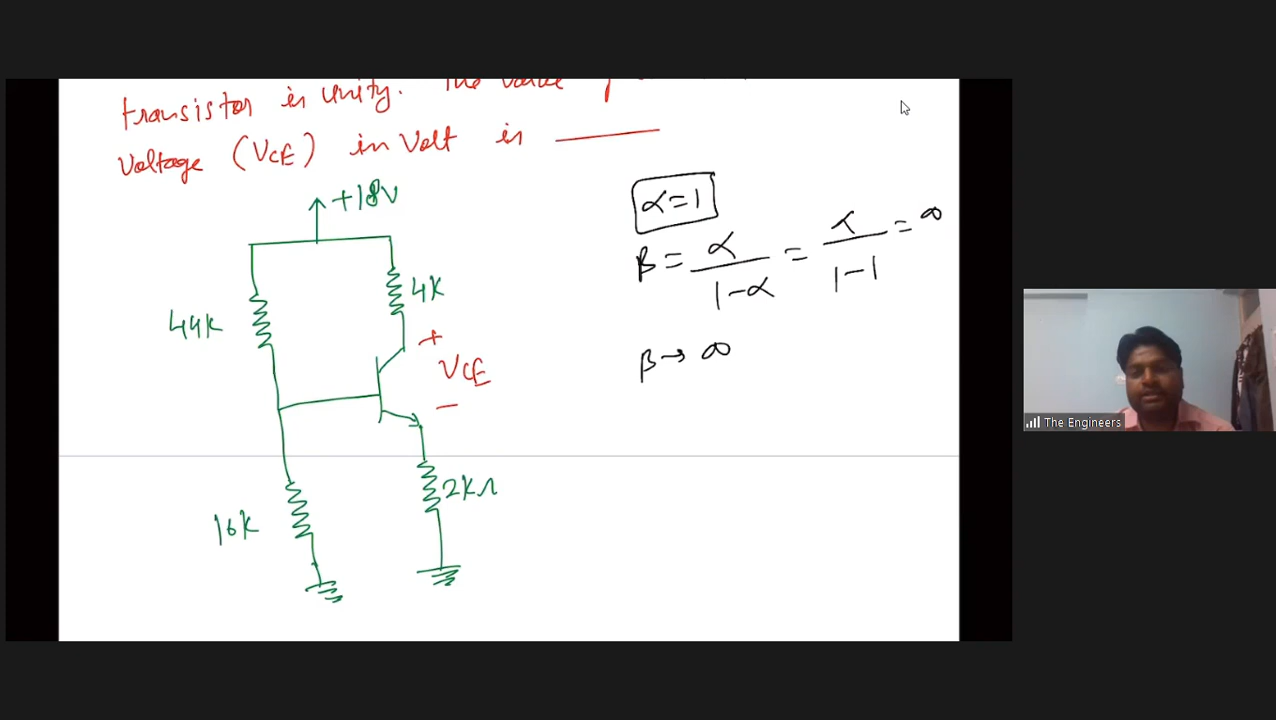 transistor is unity. The value
Voltage (VCE) in Volt is
+18V
α=1
β = α / 1-α = α / 1-1 = ∞
4K
44K
+
VCE
-
β→ ∞
2KΩ
16K
The Engineers